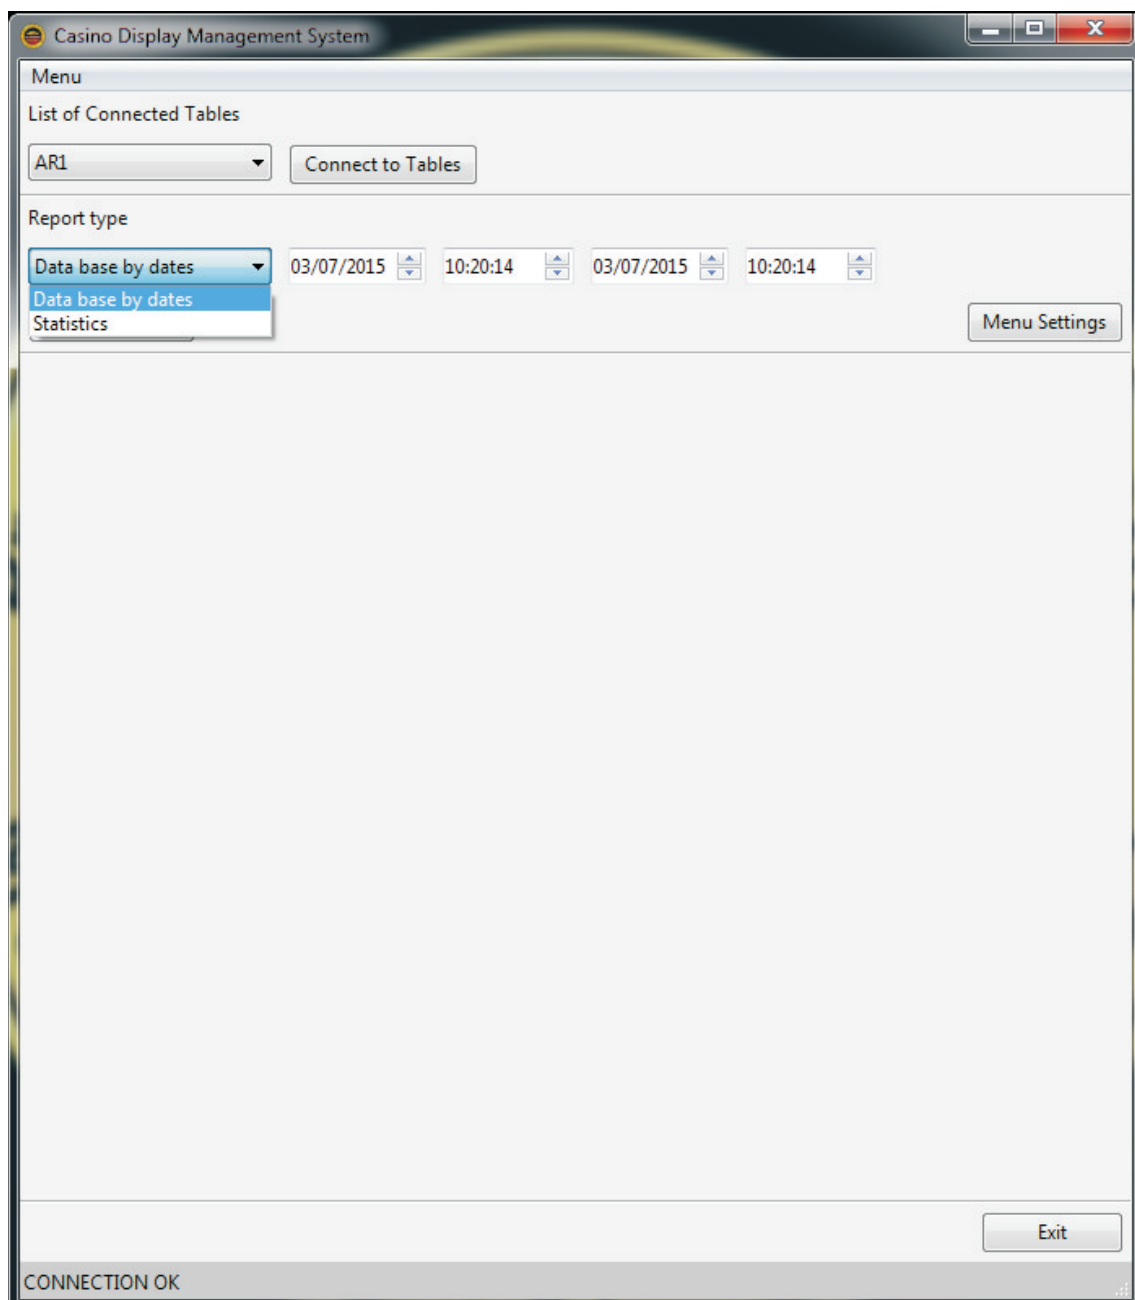 Casino Display Management System
Menu
List of Connected Tables
AR1 Connect to Tables
Report type
Data base by dates 03/07/2015 10:20:14 03/07/2015 10:20:14
Data base by dates
Statistics Menu Settings
Exit
CONNECTION OK